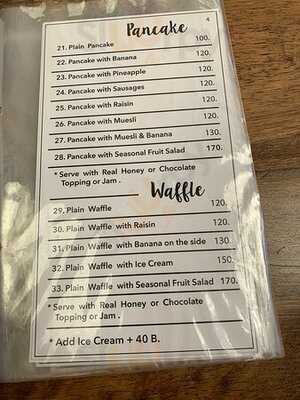 4
Pancake
21. Plain Pancake 100.
22. Pancake with Banana 120.
23. Pancake with Pineapple 120.
24. Pancake with Sausages 120.
25. Pancake with Raisin 120.
26. Pancake with Muesli 120.
27. Pancake with Muesli & Banana 130.
28. Pancake with Seasonal Fruit Salad 170.
* Serve with Real Honey or Chocolate
Topping or Jam .
Waffle
29. Plain Waffle 120.
30. Plain Waffle with Raisin 120.
31. Plain Waffle with Banana on the side 130.
32. Plain Waffle with Ice Cream 150.
33. Plain Waffle with Seasonal Fruit Salad 170.
*Serve with Real Honey or Chocolate
Topping or Jam .
* Add Ice Cream + 40 B.